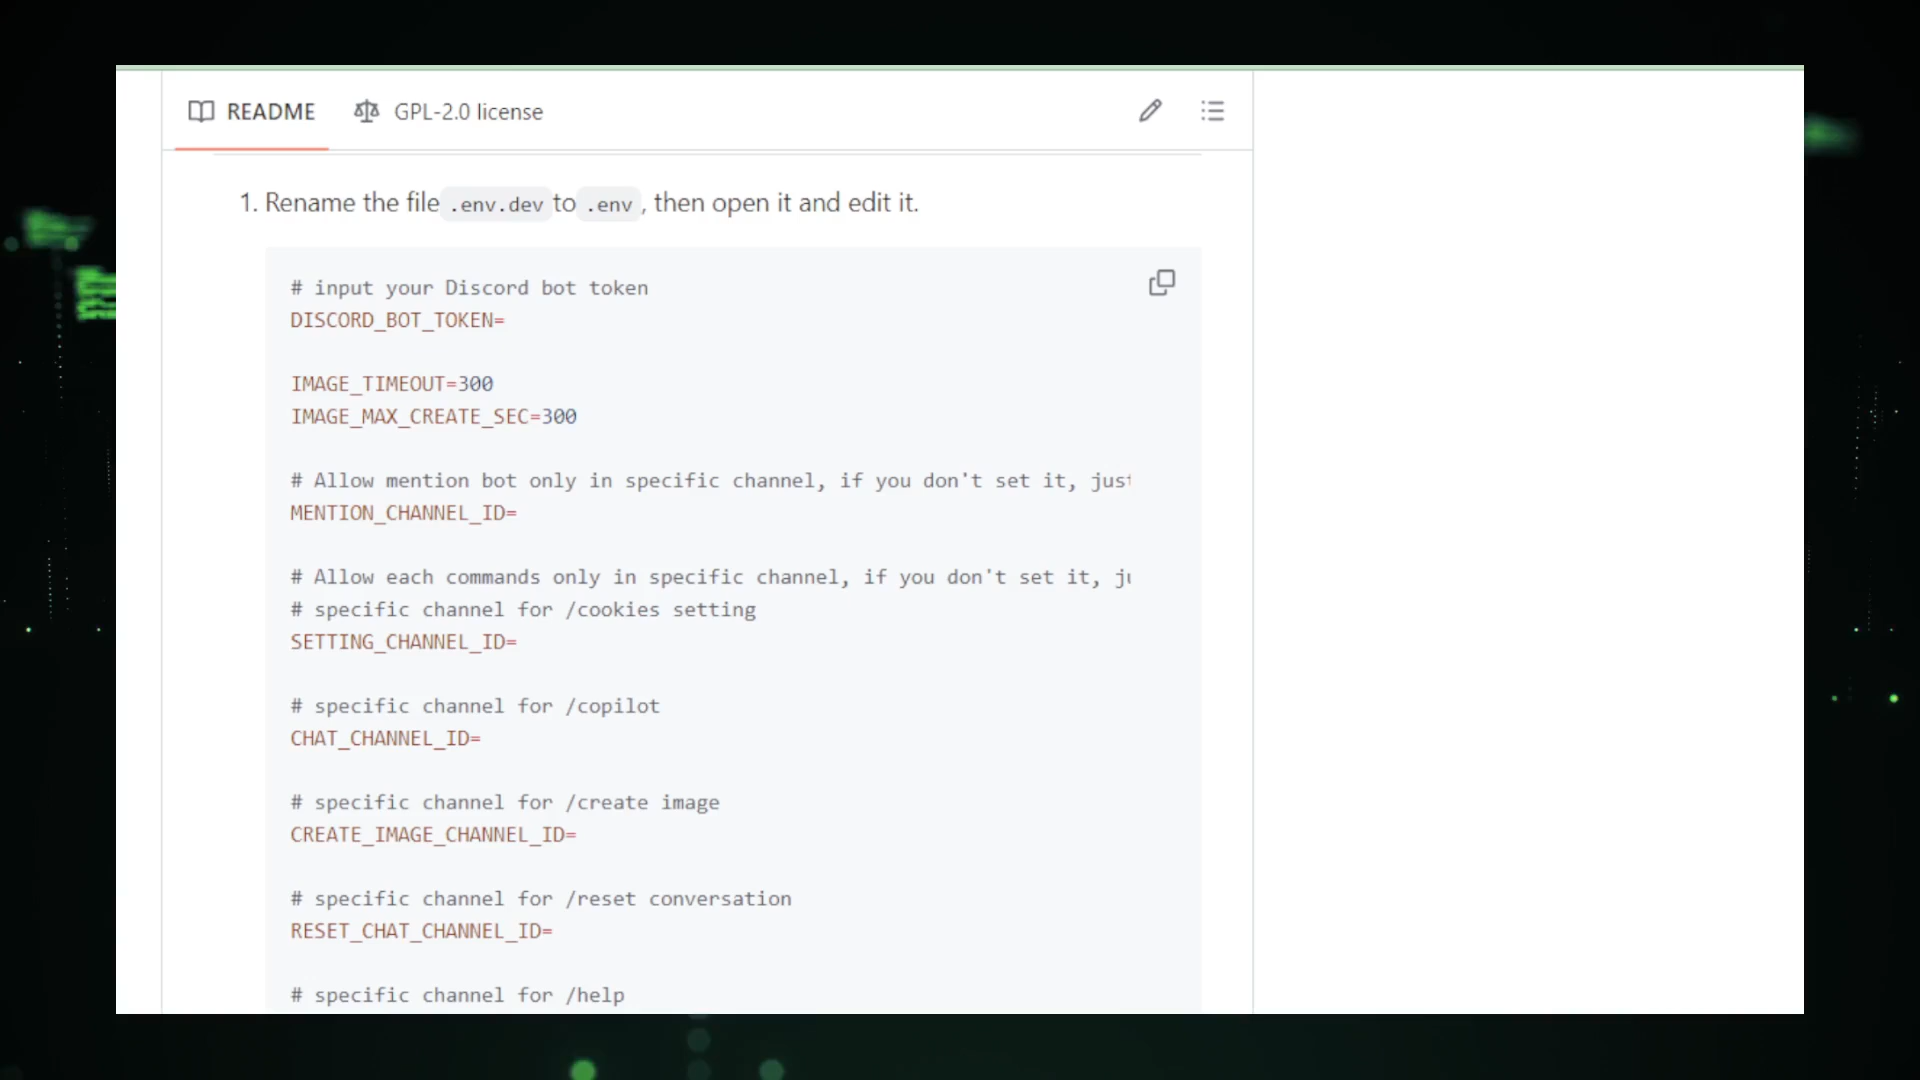 README GPL-2.0 license
1. Rename the file .env.dev to .env, then open it and edit it.
# input your Discord bot token
DISCORD_BOT_TOKEN=
IMAGE_TIMEOUT=300
IMAGE_MAX_CREATE_SEC=300
# Allow mention bot only in specific channel, if you don't set it, just
MENTION_CHANNEL_ID=
# Allow each commands only in specific channel, if you don't set it,
# specific channel for /cookies setting
SETTING_CHANNEL_ID=
# specific channel for /copilot
CHAT_CHANNEL_ID=
# specific channel for /create image
CREATE_IMAGE_CHANNEL_ID=
# specific channel for /reset conversation
RESET_CHAT_CHANNEL_ID=
# specific channel for /help